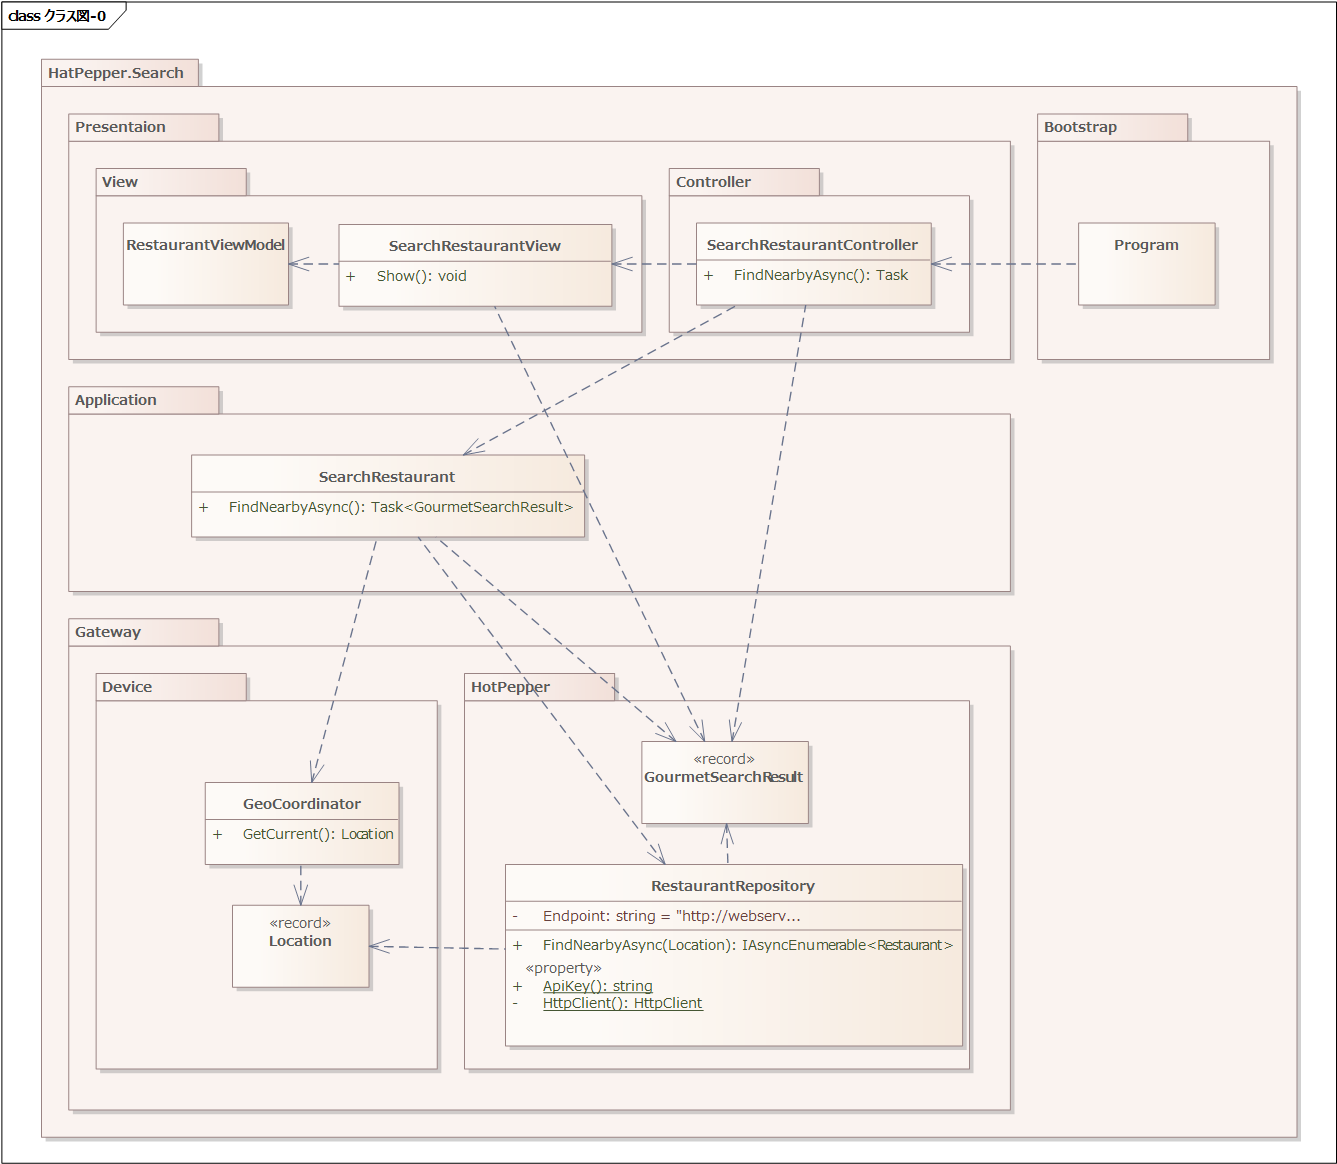 class クラス図-0
HatPepper.Search
Presentaion
Bootstrap
View
Controller
RestaurantViewModel
SearchRestaurantView
+ Show(): void
SearchRestaurantController
+ FindNearbyAsync(): Task
Program
Application
SearchRestaurant
+ FindNearbyAsync(): Task<GourmetSearchResult>
Gateway
Device
HotPepper
«record»
GourmetSearchResult
GeoCoordinator
+ GetCurrent(): Location
«record»
Location
RestaurantRepository
- Endpoint: string = "http://webserv...
+ FindNearbyAsync(Location): IAsyncEnumerable<Restaurant>
«property»
+ ApiKey(): string
- HttpClient(): HttpClient